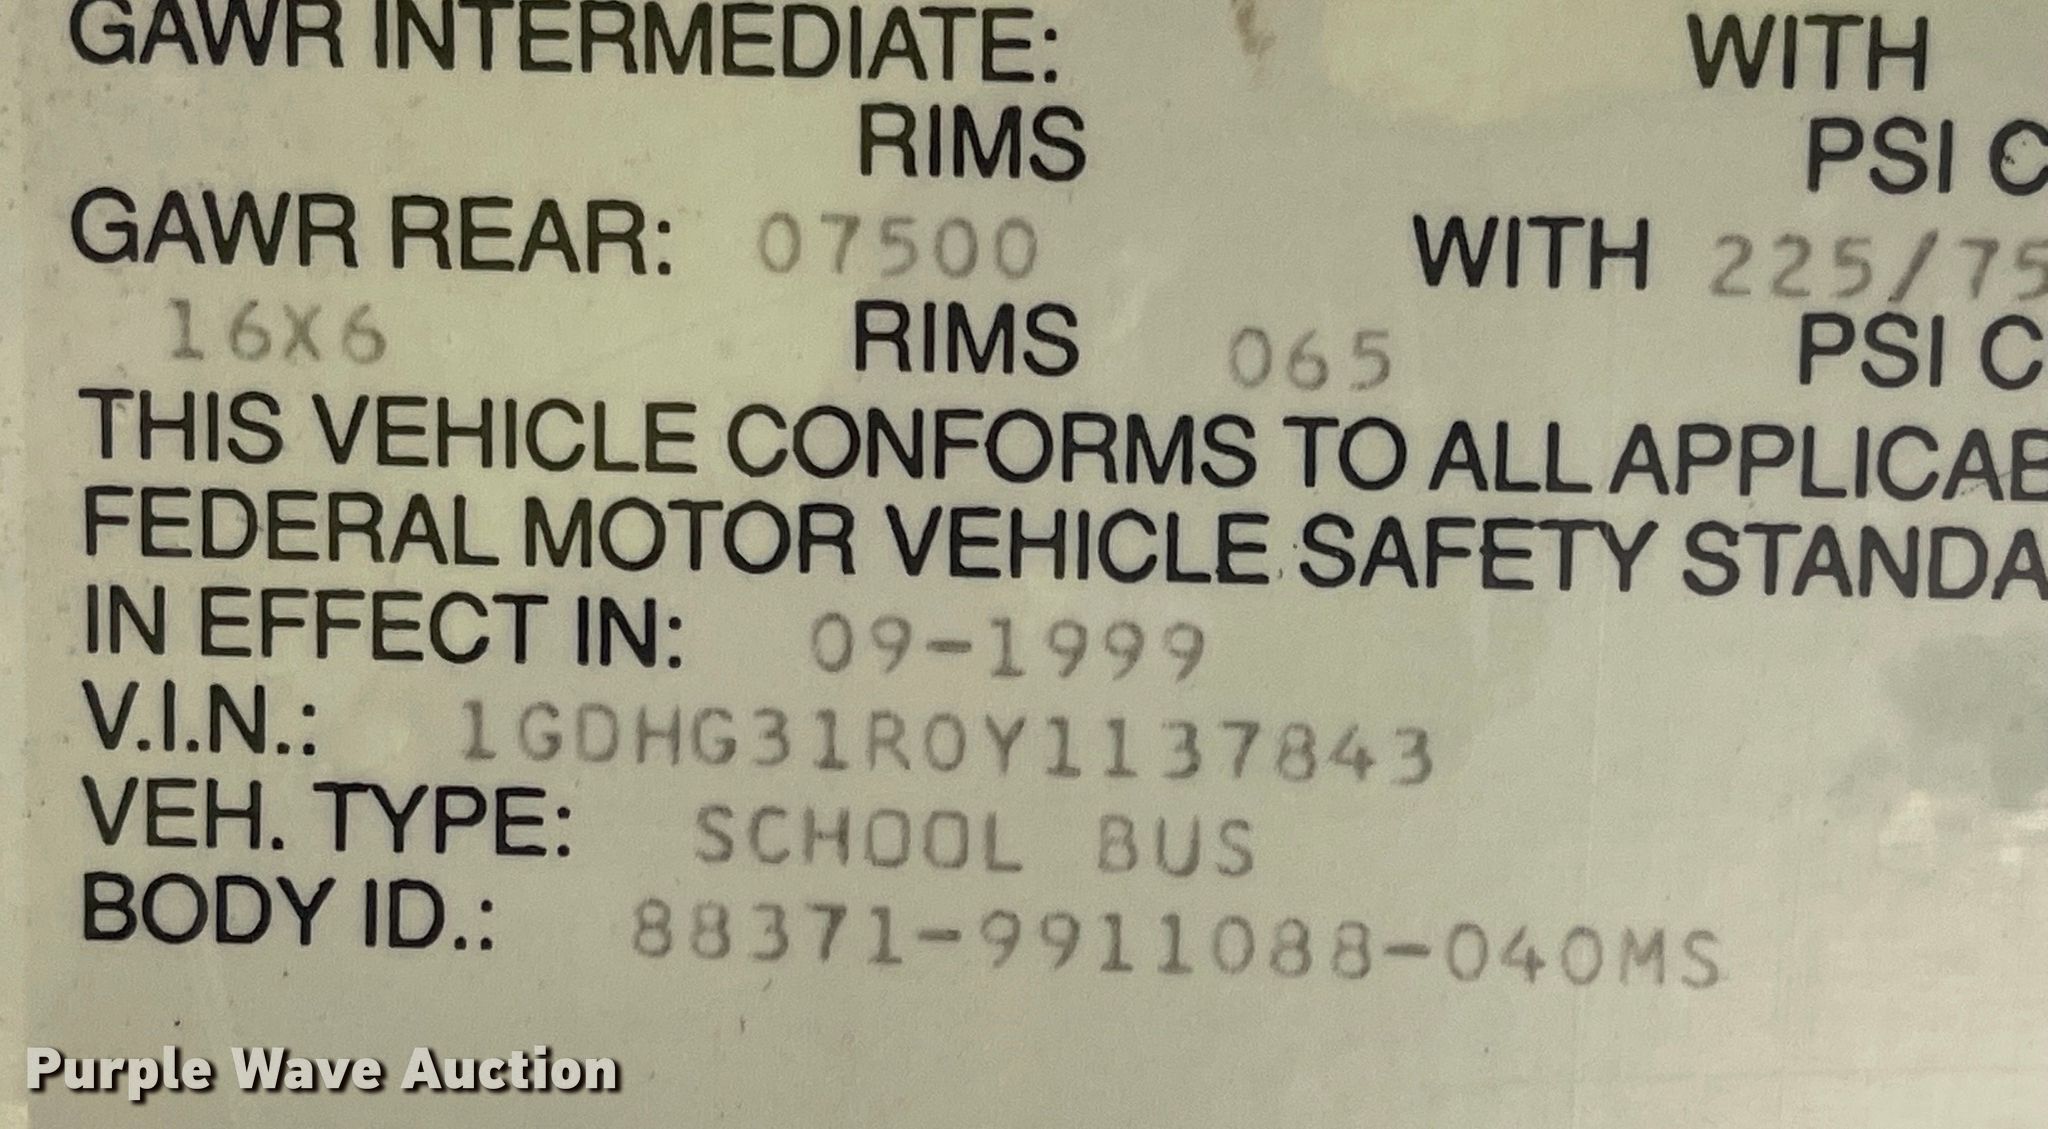 GAWR INTERMEDIATE: WITH
RIMS PSI C
GAWR REAR: 07500 WITH 225/75
16X6 RIMS 065 PSI C
THIS VEHICLE CONFORMS TO ALL APPLICAB
FEDERAL MOTOR VEHICLE SAFETY STANDA
IN EFFECT IN: 09-1999
V.I.N.: 1GDHG31R0Y1137843
VEH. TYPE: SCHOOL BUS
BODY ID.: 88371-9911088-040MS
Purple Wave Auction